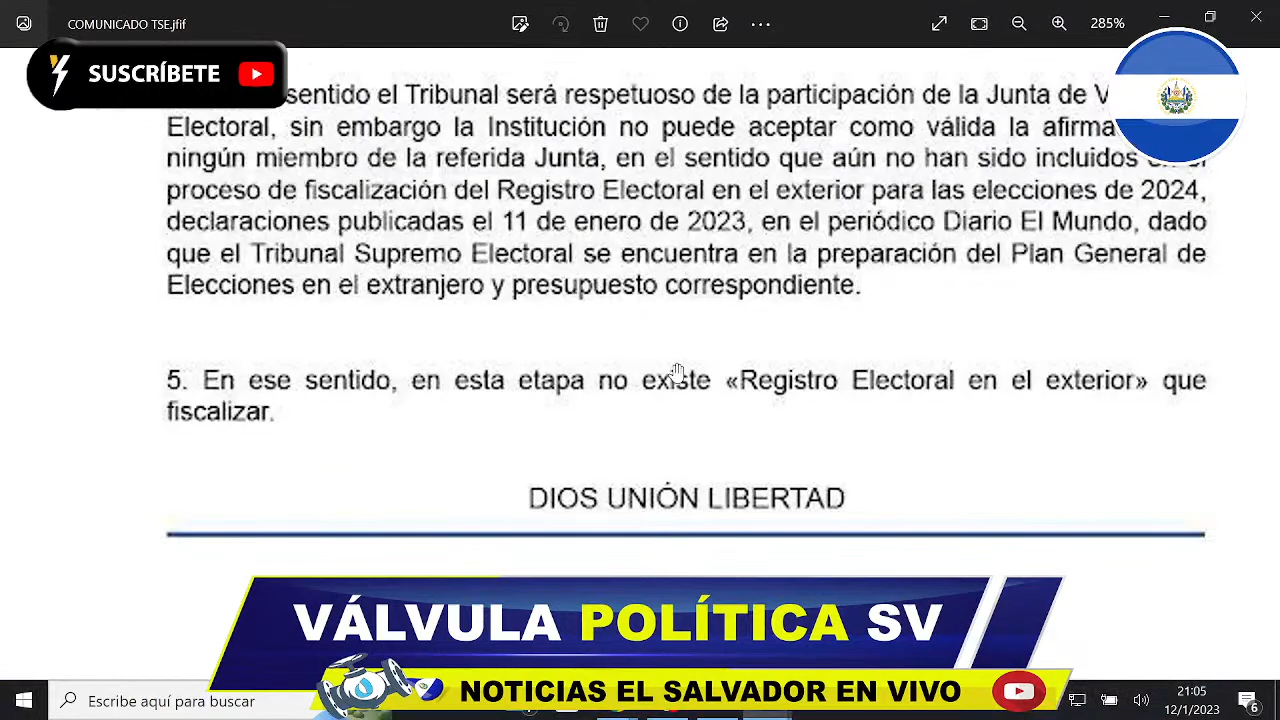 COMUNICADO TSE.jfif
285%
SUSCRÍBETE
sentido el Tribunal será respetuoso de la participación de la Junta de
Electoral, sin embargo la Institución no puede aceptar como válida la
ningún miembro de la referida Junta, en el sentido que aún no han sido incluidos en el
proceso de fiscalización del Registro Electoral en el exterior para las elecciones de 2024,
declaraciones publicadas el 11 de enero de 2023, en el periódico Diario El Mundo, dado
que el Tribunal Supremo Electoral se encuentra en la preparación del Plan General de
Elecciones en el extranjero y presupuesto correspondiente.
5. En ese sentido, en esta etapa no existe «Registro Electoral en el exterior» que
fiscalizar.
DIOS UNIÓN LIBERTAD
VÁLVULA POLÍTICA SV
NOTICIAS EL SALVADOR EN VIVO
Escribe aquí para buscar
21:05
12/1/2023
6